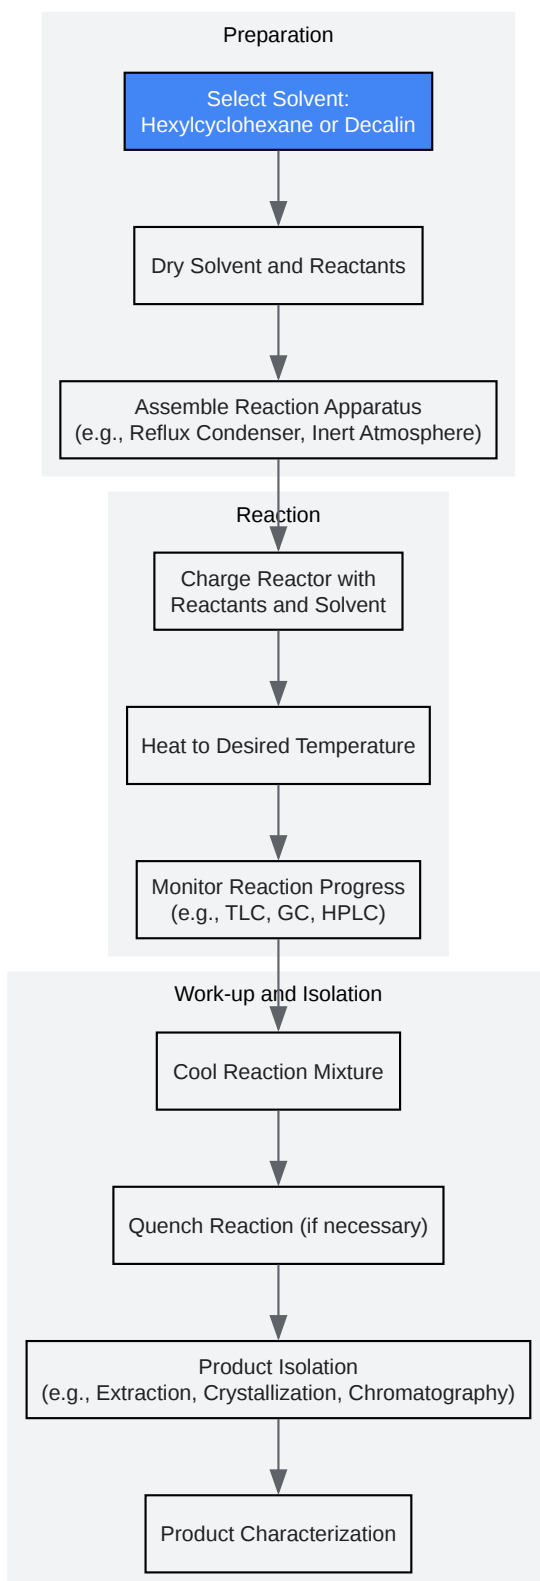 Preparation
Select Solvent:
Hexylcyclohexane or Decalin
Dry Solvent and Reactants
Assemble Reaction Apparatus
(e.g., Reflux Condenser, Inert Atmosphere)
Reaction
Charge Reactor with
Reactants and Solvent
Heat to Desired Temperature
Monitor Reaction Progress
(e.g., TLC, GC, HPLC)
Work-up and Isolation
Cool Reaction Mixture
Quench Reaction (if necessary)
Product Isolation
(e.g., Extraction, Crystallization, Chromatography)
Product Characterization